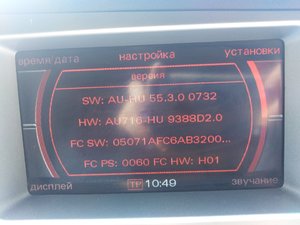 время/дата настройка установки
версия
SW: AU-HU 55.3.0 0732
HW: AU716-HU 9388D2.0
FC SW: 05071AFC6AB3200...
FC PS: 0060 FC HW: H01
дисплей TP 10:49 звучание